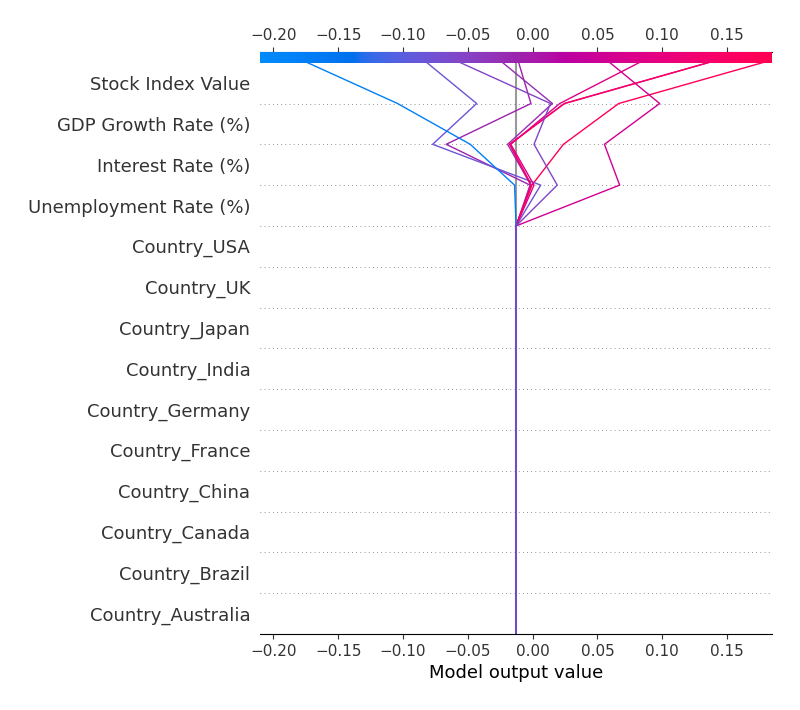 −0.20 −0.15 −0.10 −0.05 0.00 0.05 0.10 0.15
Stock Index Value
GDP Growth Rate (%)
Interest Rate (%)
Unemployment Rate (%)
Country_USA
Country_UK
Country_Japan
Country_India
Country_Germany
Country_France
Country_China
Country_Canada
Country_Brazil
Country_Australia
−0.20 −0.15 −0.10 −0.05 0.00 0.05 0.10 0.15
Model output value